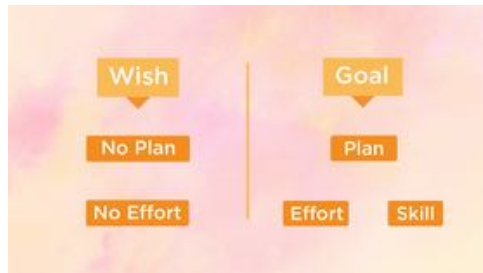 Wish
No Plan
No Effort
Goal
Plan
Effort
Skill